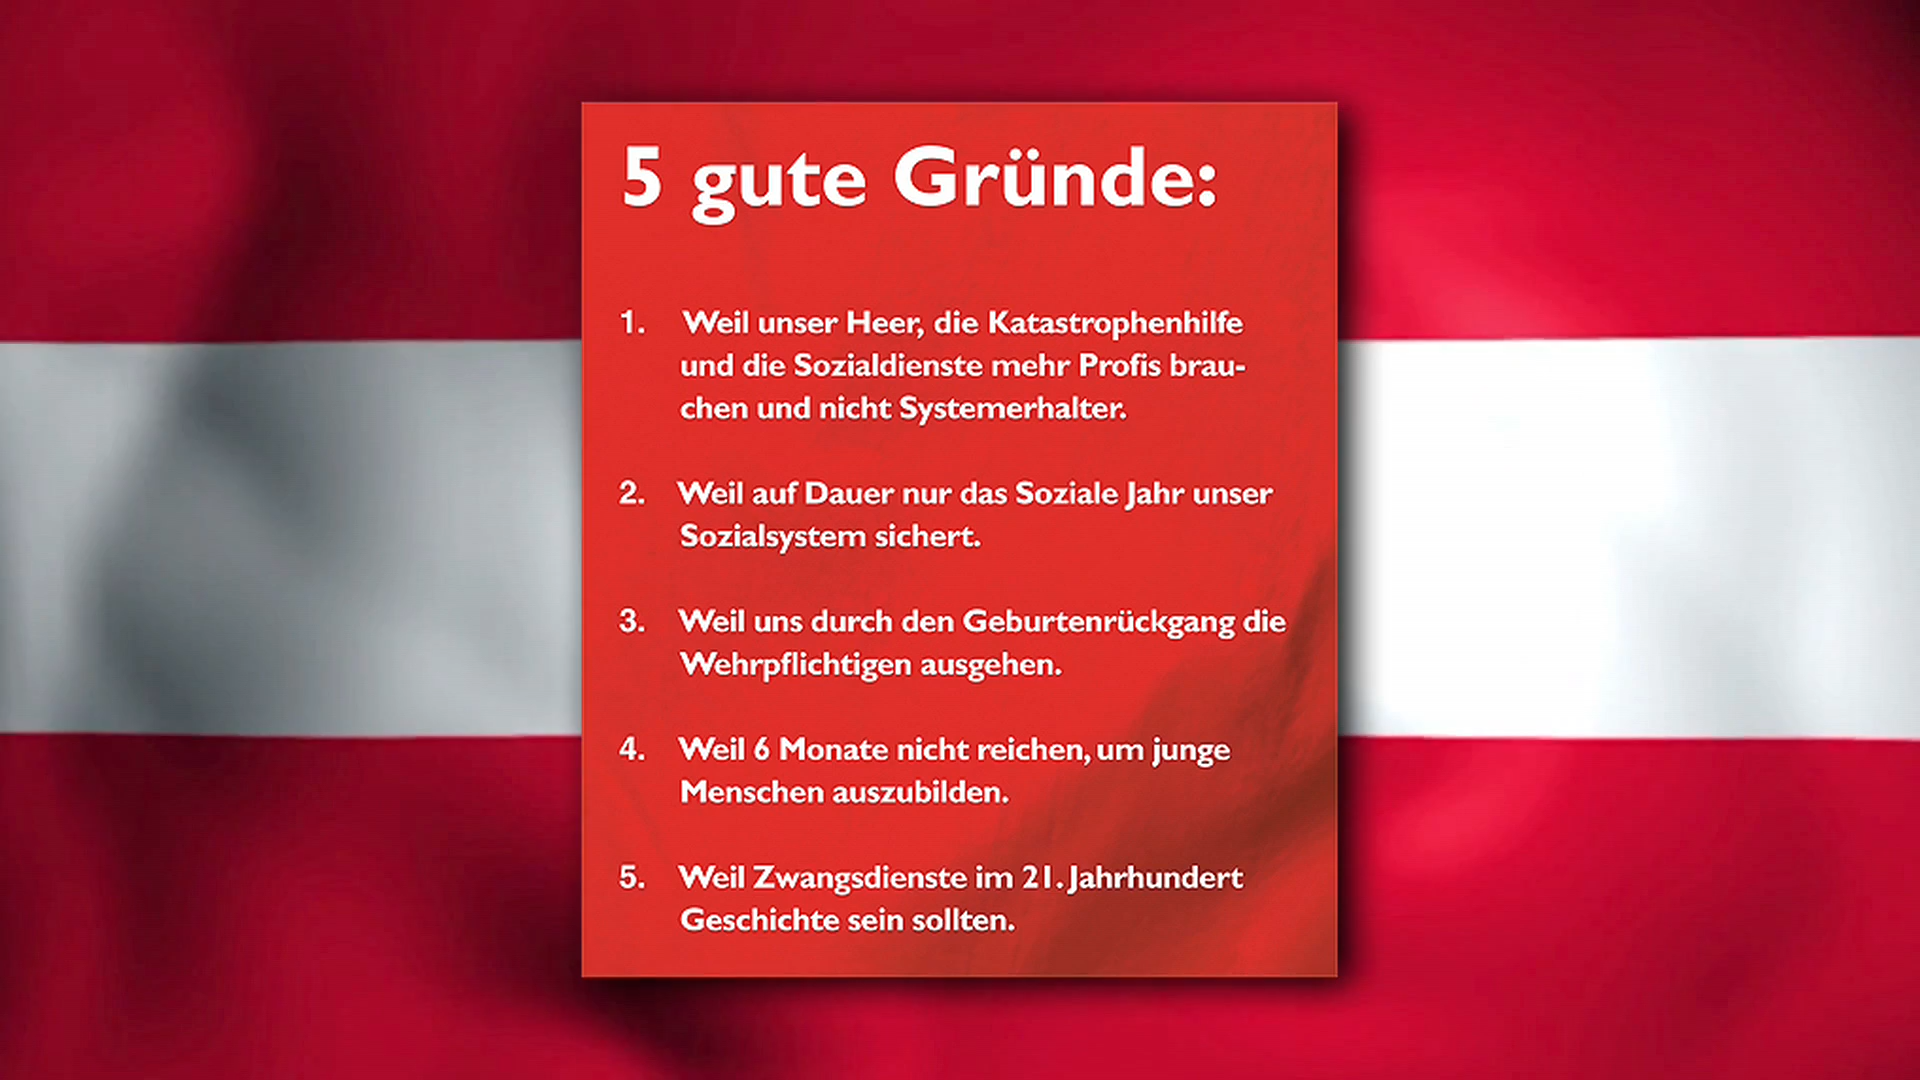 5 gute Gründe:
1. Weil unser Heer, die Katastrophenhilfe
und die Sozialdienste mehr Profis brau-
chen und nicht Systemerhalter.
2. Weil auf Dauer nur das Soziale Jahr unser
Sozialsystem sichert.
3. Weil uns durch den Geburtenrückgang die
Wehrpflichtigen ausgehen.
4. Weil 6 Monate nicht reichen, um junge
Menschen auszubilden.
5. Weil Zwangsdienste im 21. Jahrhundert
Geschichte sein sollten.